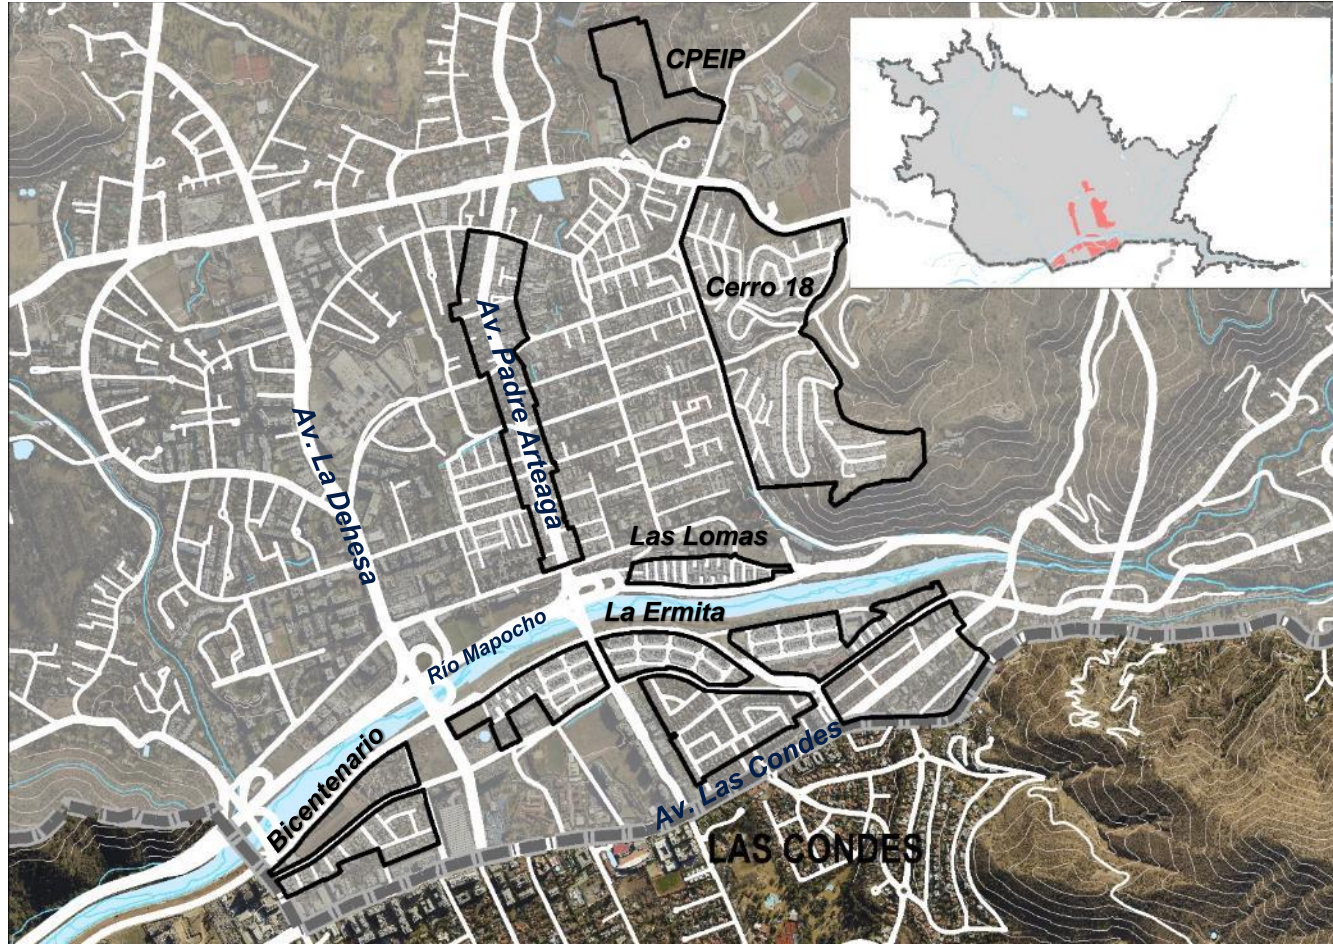 CPEIP
Cerro 18
Av. Padre Arteaga
Av. La Dehesa
Las Lomas
La Ermita
Río Mapocho
Bicentenario
Av. Las Condes
LAS CONDES